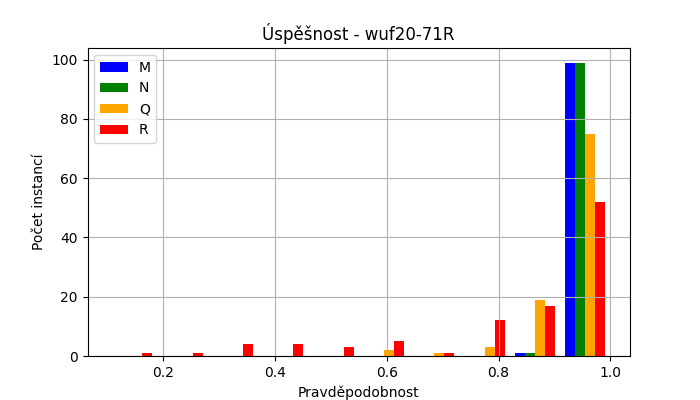 Úspěšnost - wuf20-71R
M
N
Q
R
Počet instancí
100
80
60
40
20
0
0.2 0.4 0.6 0.8 1.0
Pravděpodobnost